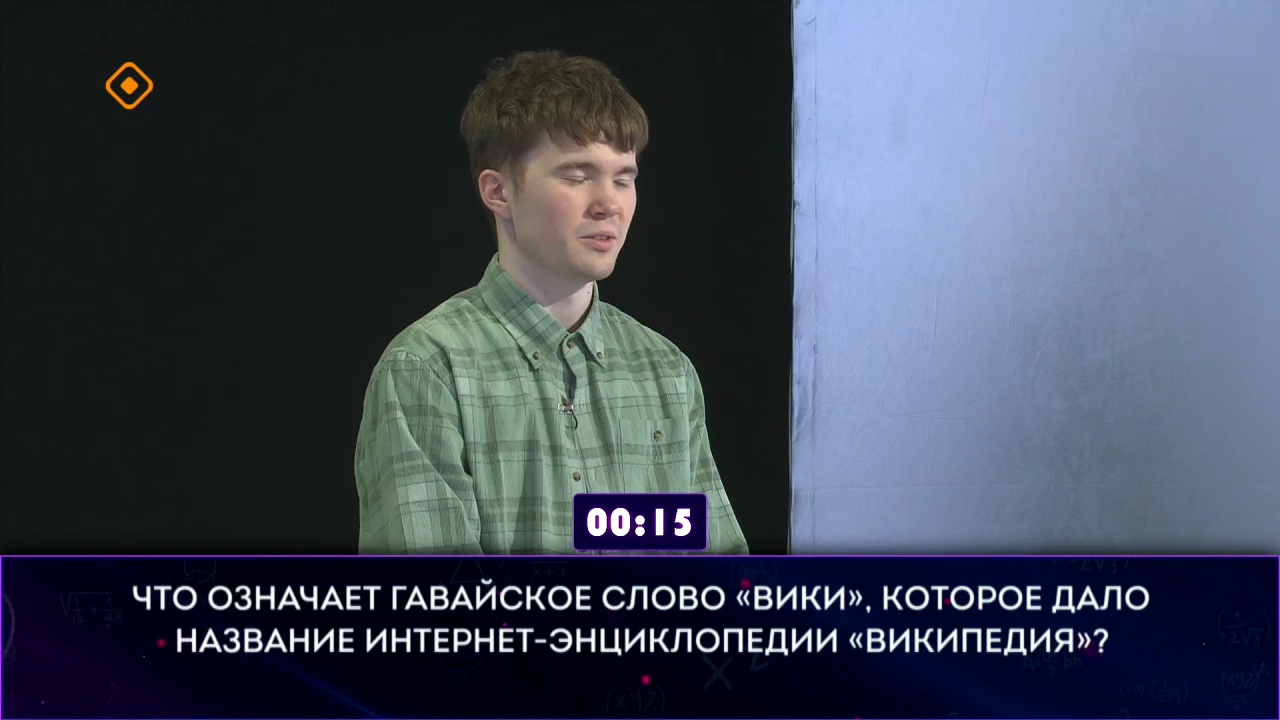 00:15
ЧТО ОЗНАЧАЕТ ГАВАЙСКОЕ СЛОВО «ВИКИ», КОТОРОЕ ДАЛО
НАЗВАНИЕ ИНТЕРНЕТ-ЭНЦИКЛОПЕДИИ «ВИКИПЕДИЯ»?